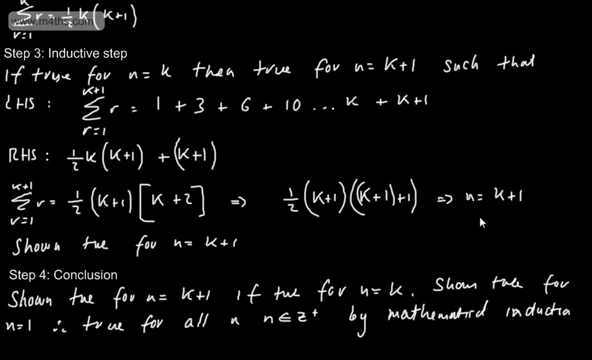 www.m4ths.com
K Σ r=1 r = ½ K (K+1)
Step 3: Inductive step
If true for n = K then true for n = K+1 such that
LHS : K+1 Σ r=1 r = 1 + 3 + 6 + 10 ... K + K+1
RHS : ½ K (K+1) + (K+1)
K+1 Σ r=1 r = ½ (K+1) [K+2] => ½ (K+1) ((K+1)+1) => n = K+1
Shown true for n = K+1
Step 4: Conclusion
Shown true for n = K+1 if true for n = K. Shown true for
n=1 ∴ true for all n n ∈ Z⁺ by mathematical induction